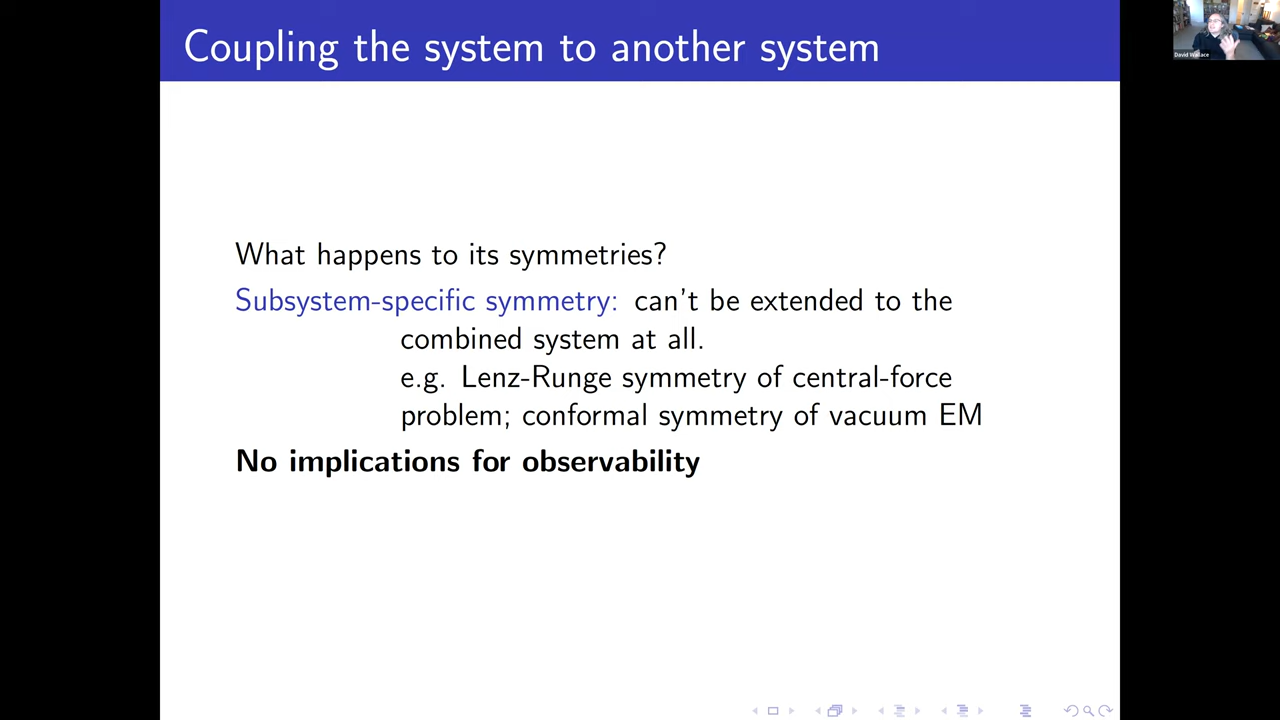 Coupling the system to another system
David Wallace
What happens to its symmetries?
Subsystem-specific symmetry: can't be extended to the
combined system at all.
e.g. Lenz-Runge symmetry of central-force
problem; conformal symmetry of vacuum EM
No implications for observability